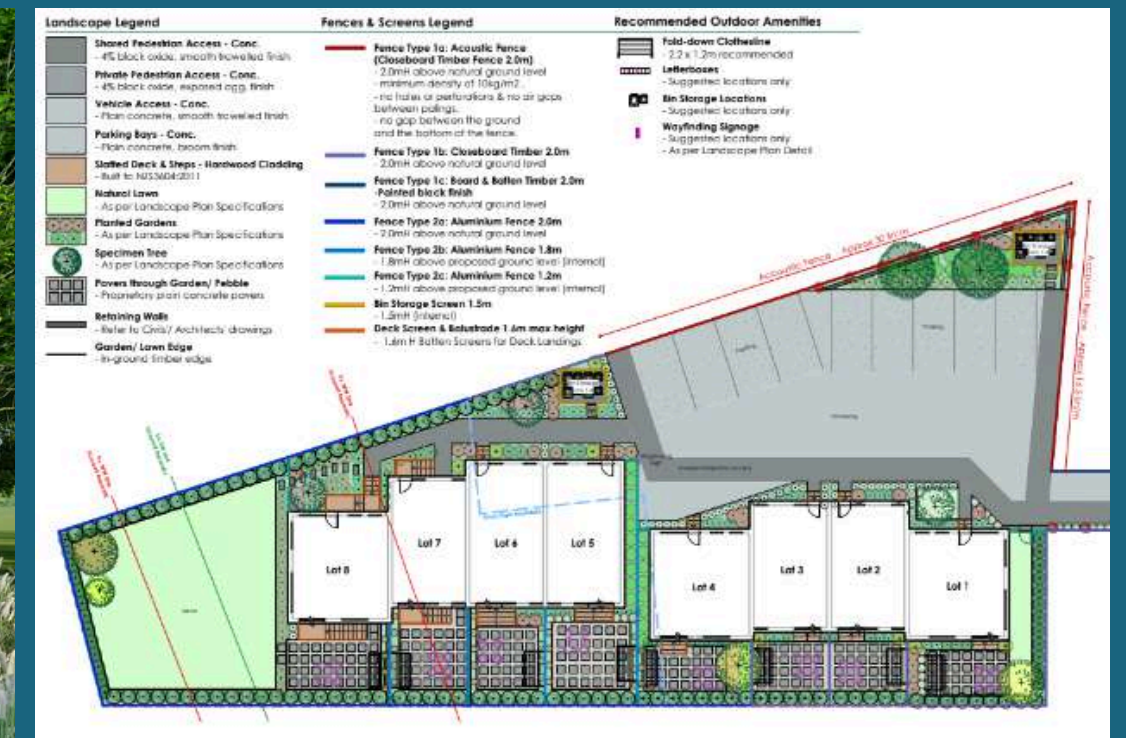 Landscape Legend
Shared Pedestrian Access - Conc.
- 4% black oxide, smooth trowelled finish
Private Pedestrian Access - Conc.
- 4% black oxide, exposed agg. finish
Vehicle Access - Conc.
- Plain concrete, smooth trowelled finish
Parking Bays - Conc.
- Plain concrete, broom finish
Slatted Deck & Steps - Hardwood Cladding
- Built to NZS3604:2011
Natural Lawn
- As per Landscape Plan Specifications
Planted Gardens
- As per Landscape Plan Specifications
Specimen Tree
- As per Landscape Plan Specifications
Pavers through Garden/ Pebble
- Proprietary plain concrete pavers
Retaining Walls
- Refer to Civils/ Architects' drawings
Garden/ Lawn Edge
- In-ground timber edge
Fences & Screens Legend
Fence Type 1a: Acoustic Fence
(Closeboard Timber Fence 2.0m)
- 2.0mH above natural ground level
- minimum density of 10kg/m2.
- no holes or perforations & no air gaps
between palings.
- no gap between the ground
and the bottom of the fence.
Fence Type 1b: Closeboard Timber 2.0m
- 2.0mH above natural ground level
Fence Type 1c: Board & Batten Timber 2.0m
-Painted black finish
- 2.0mH above natural ground level
Fence Type 2a: Aluminium Fence 2.0m
- 2.0mH above natural ground level
Fence Type 2b: Aluminium Fence 1.8m
- 1.8mH above proposed ground level (internal)
Fence Type 2c: Aluminium Fence 1.2m
- 1.2mH above proposed ground level (internal)
Bin Storage Screen 1.5m
- 1.5mH (internal)
Deck Screen & Balustrade 1.6m max height
- 1.6m H Batten Screens for Deck Landings
Recommended Outdoor Amenities
Fold-down Clothesline
- 2.2 x 1.2m recommended
Letterboxes
- Suggested locations only
Bin Storage Locations
- Suggested locations only
Wayfinding Signage
- Suggested locations only
- As per Landscape Plan Detail
Acoustic Fence - Approx
Acoustic Fence - Approx
Lot 8
Lot 7
Lot 6
Lot 5
Lot 4
Lot 3
Lot 2
Lot 1